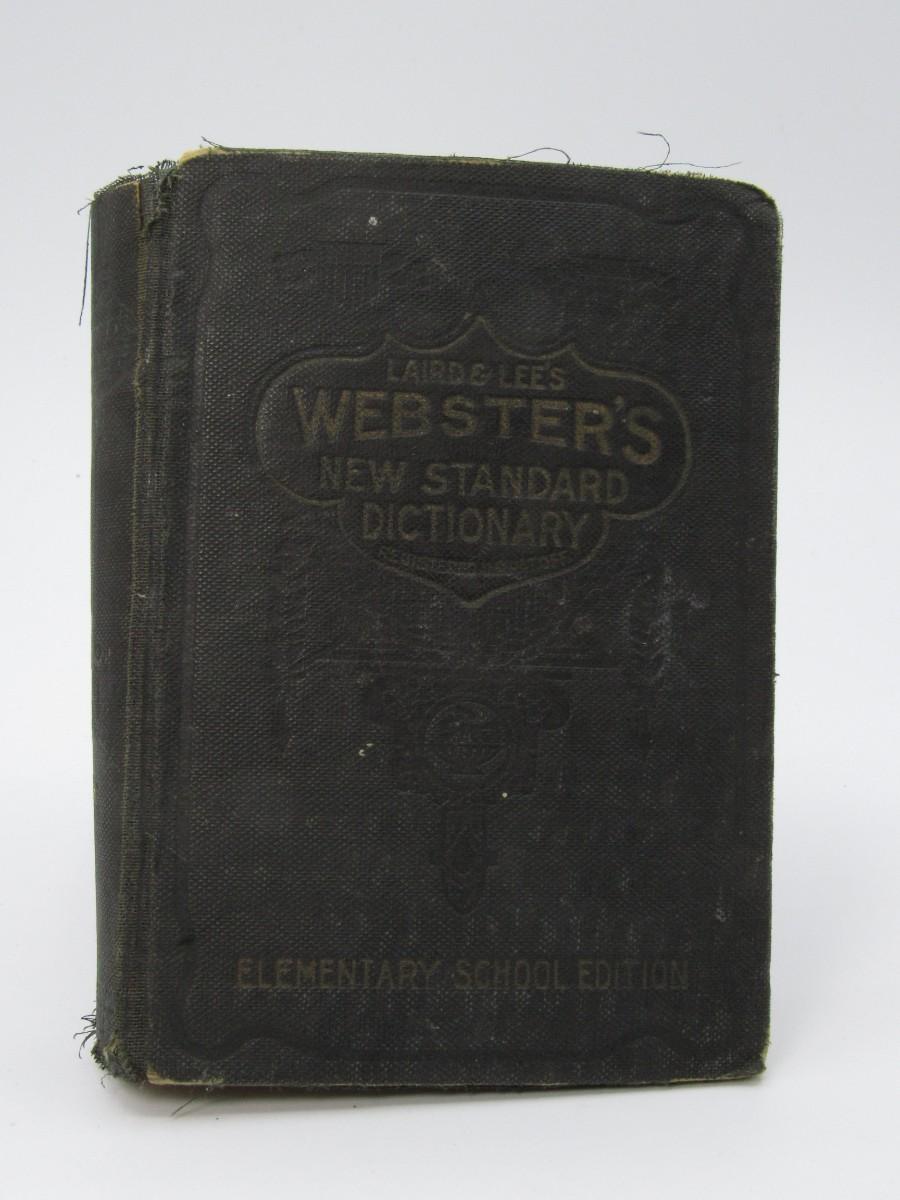 LAIRD & LEE'S
WEBSTER'S
NEW STANDARD
DICTIONARY
ELEMENTARY SCHOOL EDITION